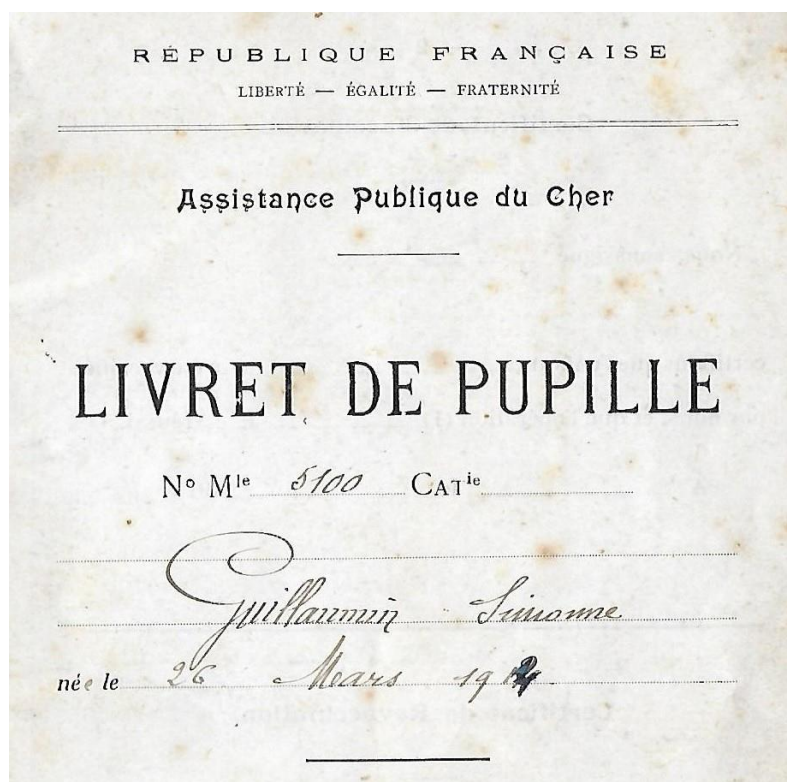 RÉPUBLIQUE FRANÇAISE
LIBERTÉ — ÉGALITÉ — FRATERNITÉ
Assistance Publique du Cher
LIVRET DE PUPILLE
No Mle 5100 CATie
Guillaumin Simonne
née le 26 Mars